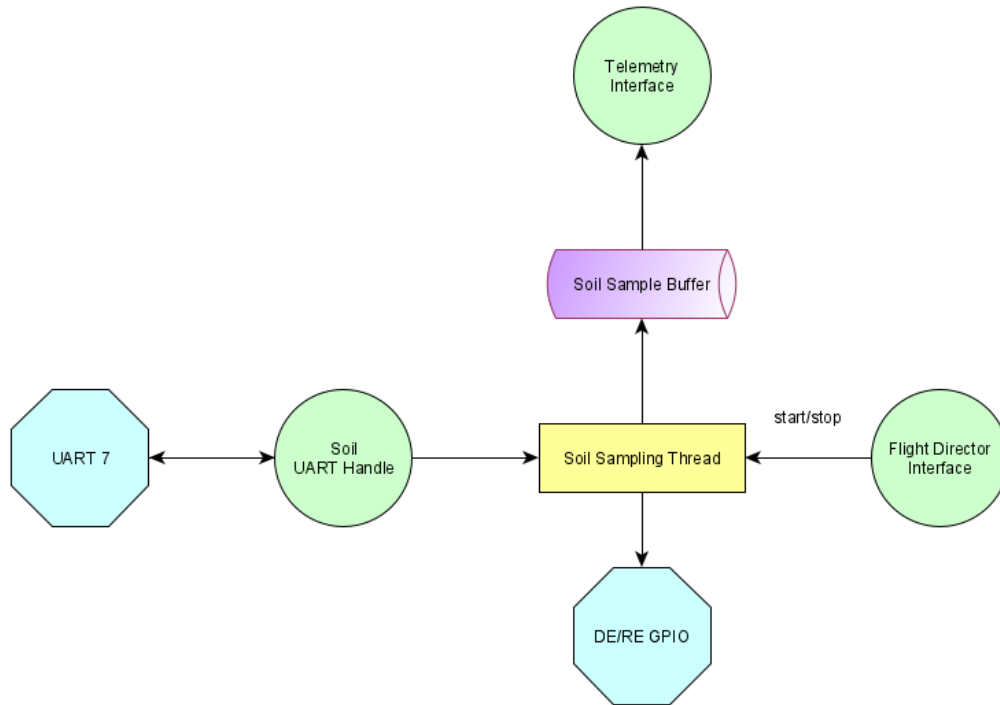 Telemetry
Interface
Soil Sample Buffer
start/stop
UART 7
Soil
UART Handle
Soil Sampling Thread
Flight Director
Interface
DE/RE GPIO